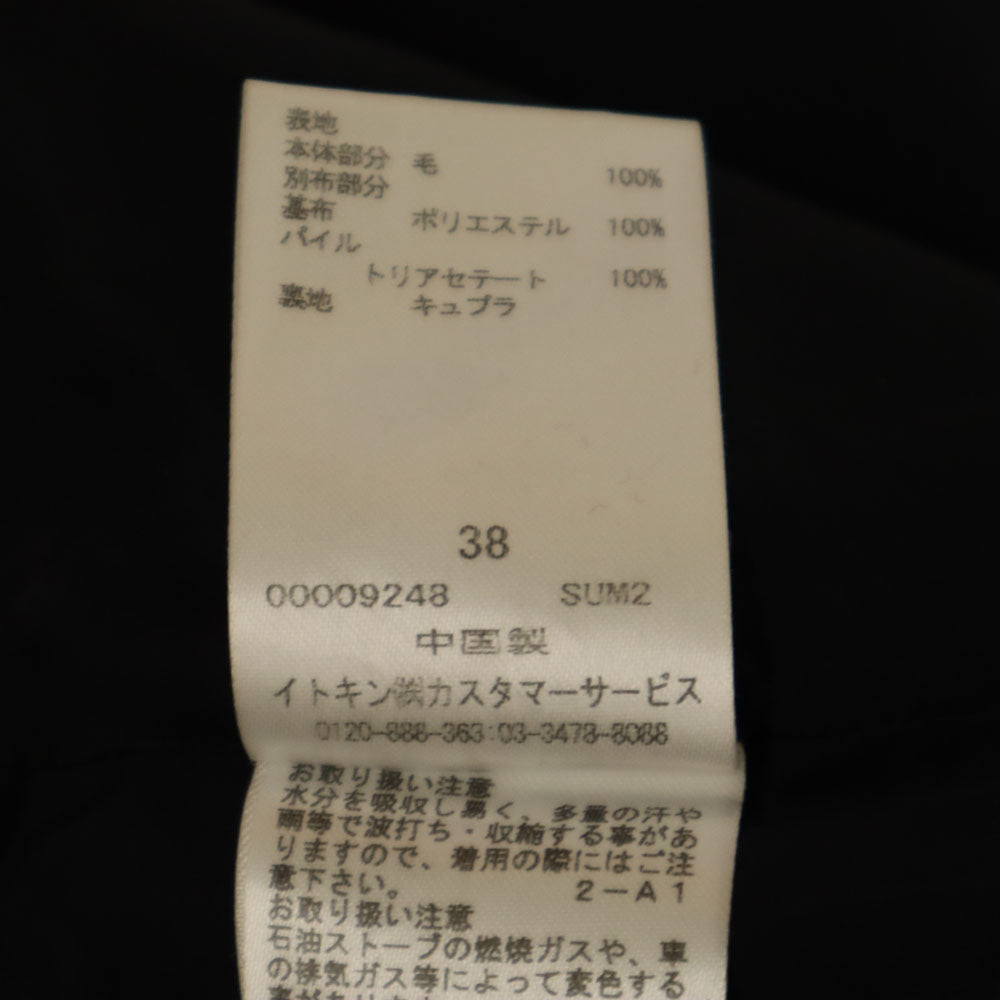 表地
本体部分 毛 100%
別布部分
基布 ポリエステル 100%
パイル
トリアセテート 100%
裏地 キュプラ
38
00009248 SUM2
中国製
イトキン㈱カスタマーサービス
0120-888-363:03-3478-8088
お取り扱い注意
水分を吸収し易く、多量の汗や
雨等で波打ち・収縮する事があ
りますので、着用の際にはご注
意下さい。 2-A1
お取り扱い注意
石油ストーブの燃焼ガスや、車
の排気ガス等によって変色する